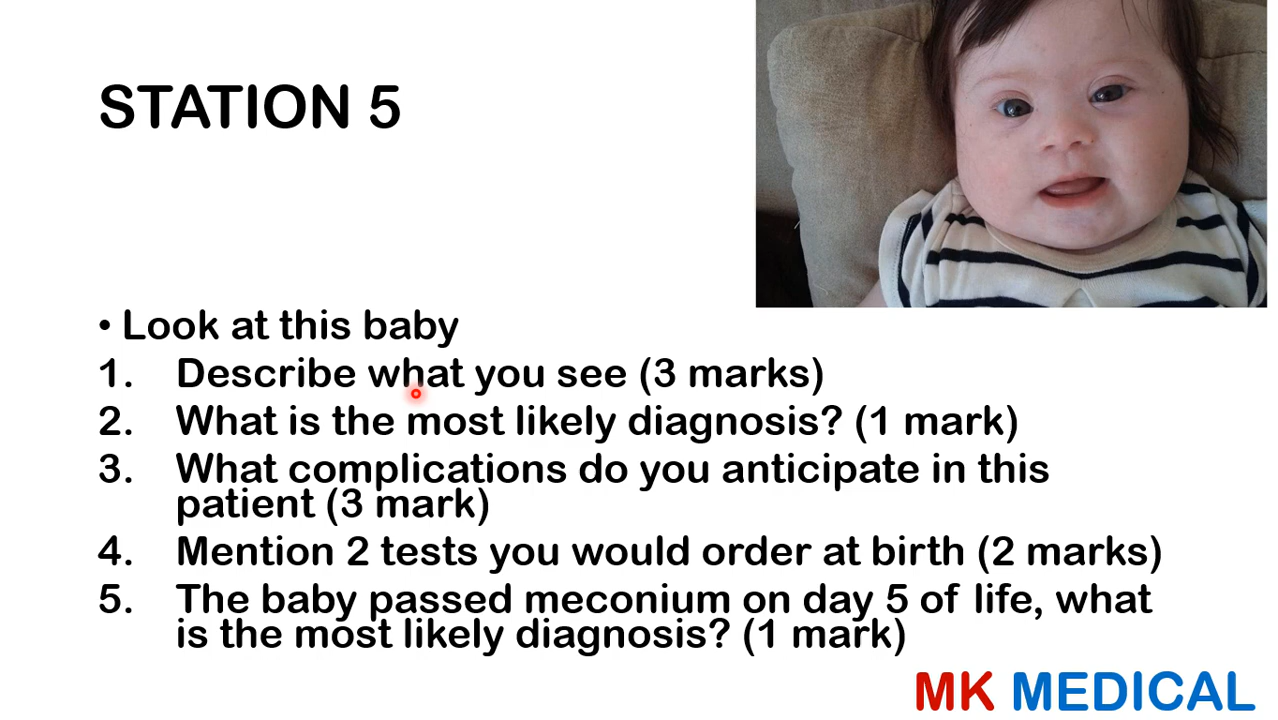 STATION 5
• Look at this baby
1. Describe what you see (3 marks)
2. What is the most likely diagnosis? (1 mark)
3. What complications do you anticipate in this
patient (3 mark)
4. Mention 2 tests you would order at birth (2 marks)
5. The baby passed meconium on day 5 of life, what
is the most likely diagnosis? (1 mark)
MK MEDICAL